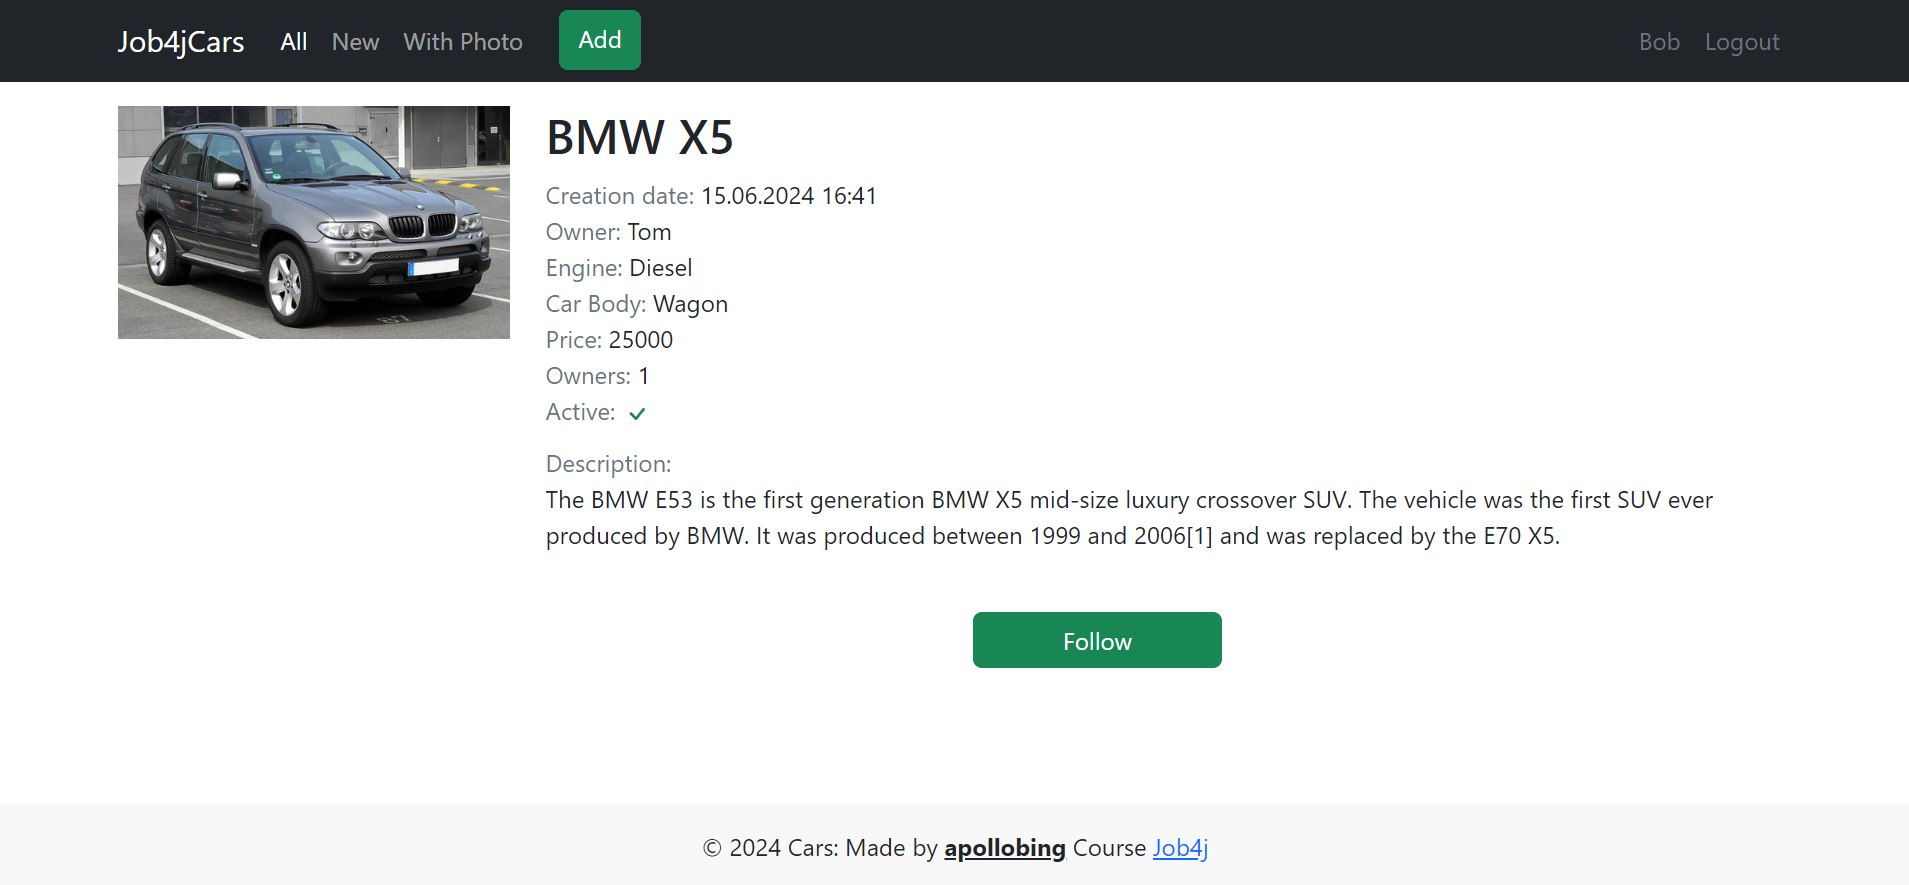 Job4jCars All New With Photo Add Bob Logout
BMW X5
Creation date: 15.06.2024 16:41
Owner: Tom
Engine: Diesel
Car Body: Wagon
Price: 25000
Owners: 1
Active:
Description:
The BMW E53 is the first generation BMW X5 mid-size luxury crossover SUV. The vehicle was the first SUV ever
produced by BMW. It was produced between 1999 and 2006[1] and was replaced by the E70 X5.
Follow
© 2024 Cars: Made by apollobing Course Job4j